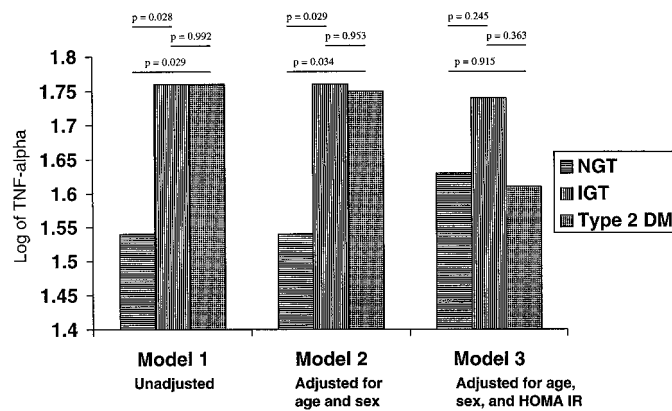 p = 0.028
p = 0.992
p = 0.029
p = 0.029
p = 0.953
p = 0.034
p = 0.245
p = 0.363
p = 0.915
Log of TNF-alpha
1.8
1.75
1.7
1.65
1.6
1.55
1.5
1.45
1.4
NGT
IGT
Type 2 DM
Model 1
Unadjusted
Model 2
Adjusted for
age and sex
Model 3
Adjusted for age,
sex, and HOMA IR